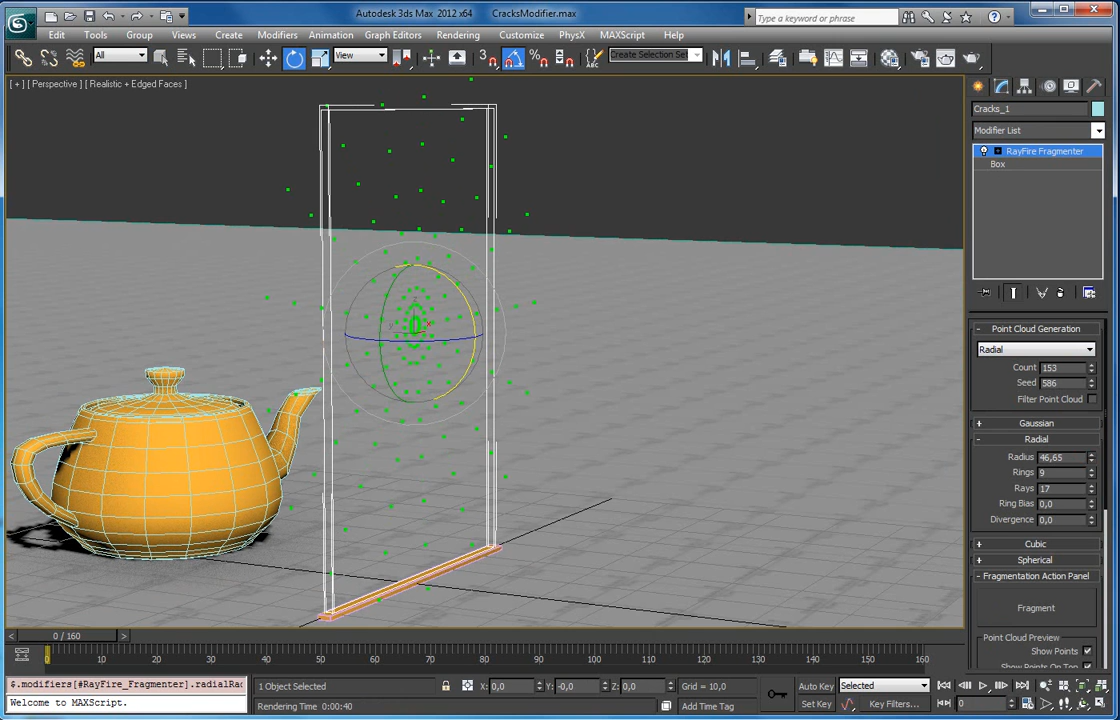 Autodesk 3ds Max 2012 x64 CracksModifier.max
Type a keyword or phrase
Edit Tools Group Views Create Modifiers Animation Graph Editors Rendering Customize PhysX MAXScript Help
All View Create Selection Se
[ + ] [ Perspective ] [ Realistic + Edged Faces ]
Cracks_1
Modifier List
RayFire Fragmenter
Box
Point Cloud Generation
Radial
Count 153
Seed 586
Filter Point Cloud
Gaussian
Radial
Radius 46,65
Rings 9
Rays 17
Ring Bias 0,0
Divergence 0,0
Cubic
Spherical
Fragmentation Action Panel
Fragment
Point Cloud Preview
Show Points
Show Points On Top
0 / 160
0 10 20 30 40 50 60 70 80 90 100 110 120 130 140 150 160
&.modifiers[#RayFire_Fragmenter].radialRac
Welcome to MAXScript.
1 Object Selected X: 0,0 Y: -0,0 Z: 0,0 Grid = 10,0
Rendering Time 0:00:40 Add Time Tag
Auto Key Selected
Set Key Key Filters... 0